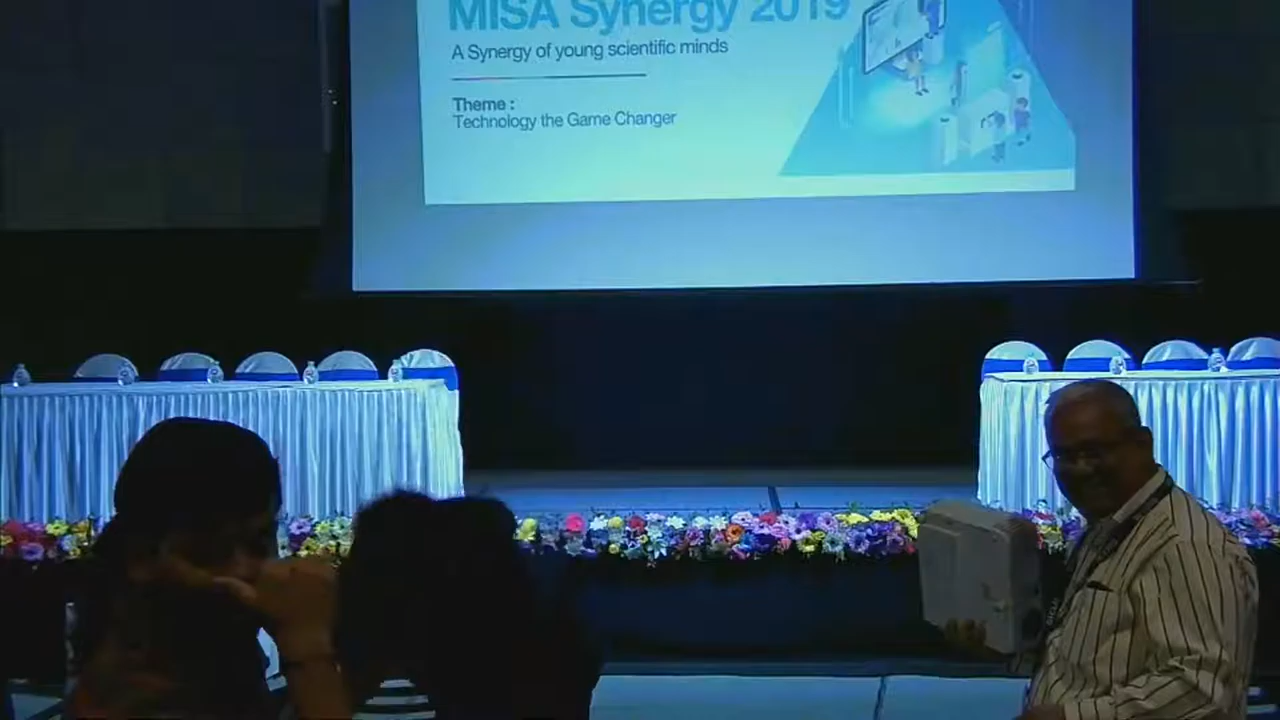 MISA Synergy 2019
A Synergy of young scientific minds
Theme :
Technology the Game Changer